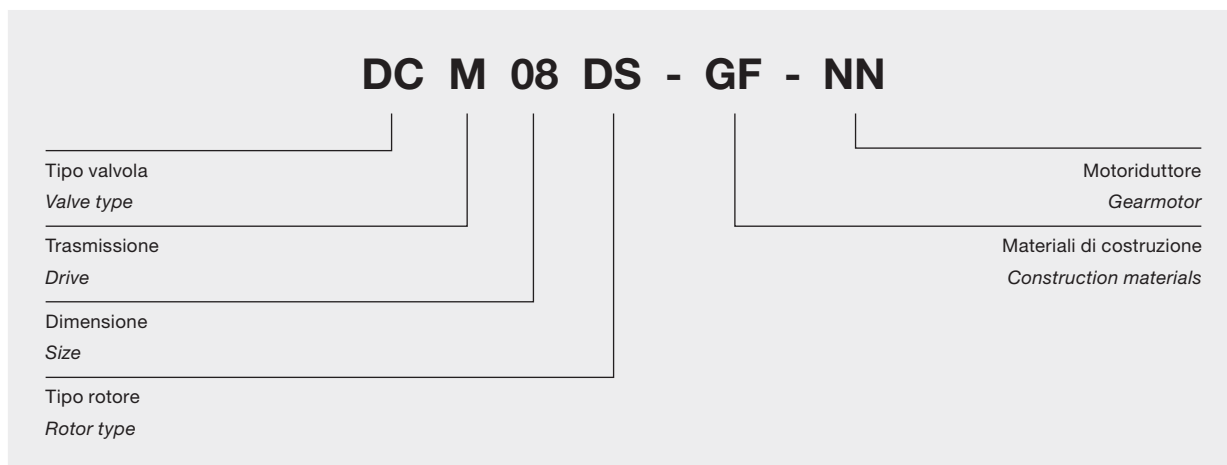 DC M 08 DS - GF - NN
Tipo valvola
Valve type
Trasmissione
Drive
Dimensione
Size
Tipo rotore
Rotor type
Motoriduttore
Gearmotor
Materiali di costruzione
Construction materials